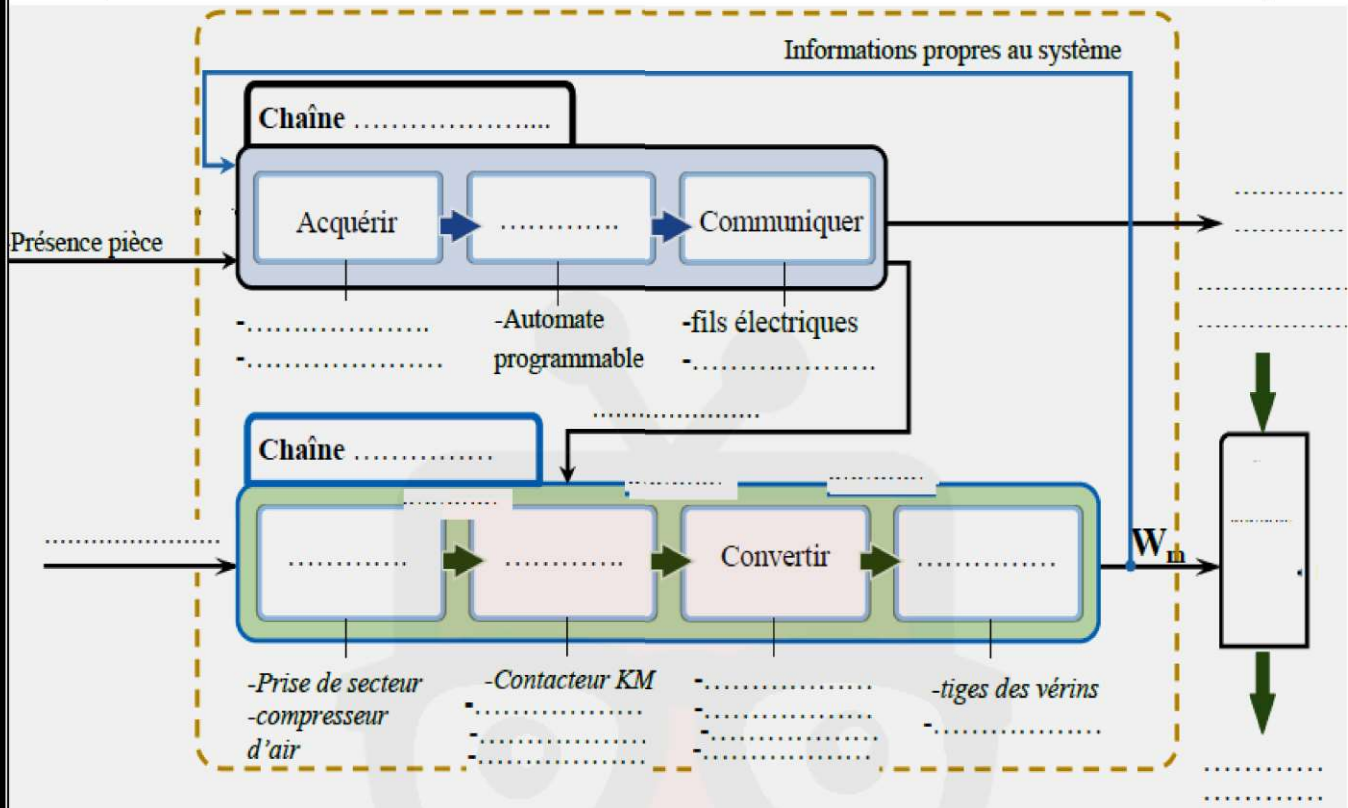 Informations propres au système
Chaîne …………………....
Acquérir
………….
Communiquer
-Présence pièce
…………
…………
……………
……………
-…………………….
-……………………
-Automate
programmable
-fils électriques
-………………….
………………….
Chaîne ……………
…………
…………
…………
………………….
………….
………….
Convertir
……………
Wm
…………
-Prise de secteur
-compresseur
d'air
-Contacteur KM
-………………
-………………
-………………
-………………
-………………
-………………
-………………
-tiges des vérins
-………………
…………
…………